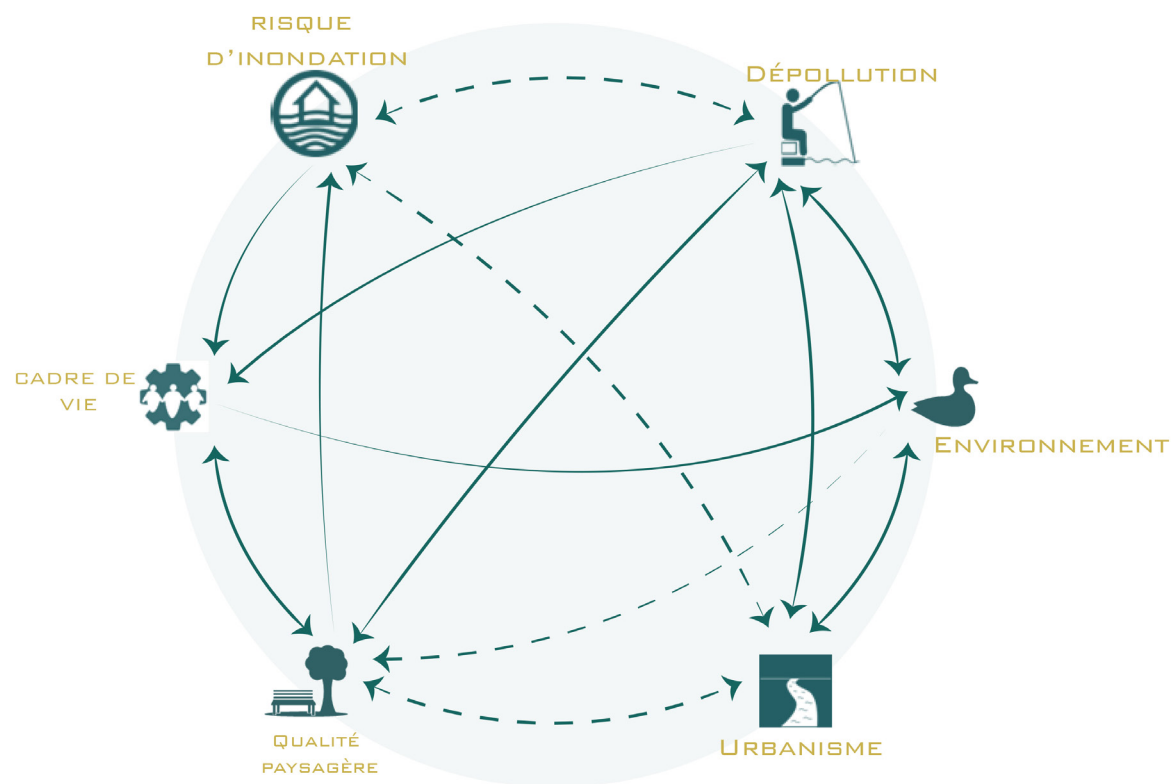 RISQUE
D'INONDATION
DÉPOLLUTION
CADRE DE
VIE
ENVIRONNEMENT
QUALITÉ
PAYSAGÈRE
URBANISME